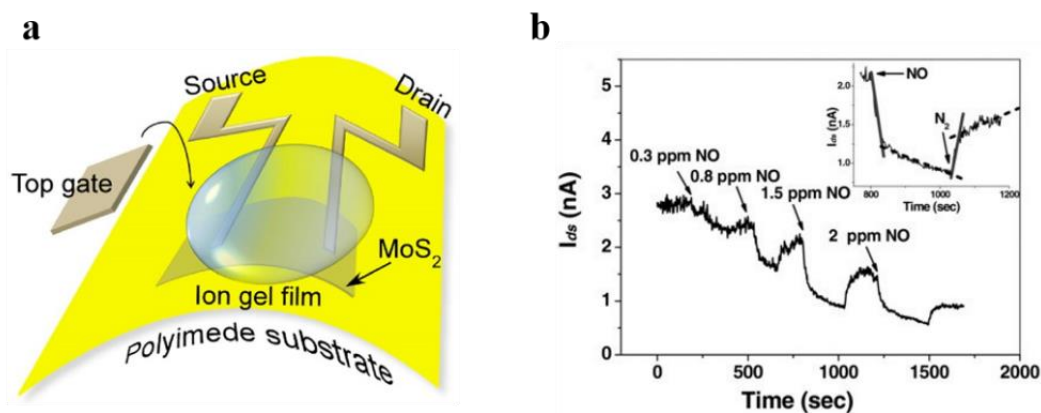 a
Source
Drain
Top gate
MoS2
Ion gel film
Polyimede substrate
b
Ids (nA)
5
4
3
2
1
0
0
500
1000
1500
2000
Time (sec)
0.3 ppm NO
0.8 ppm NO
1.5 ppm NO
2 ppm NO
Ids (nA)
2.0
1.5
1.0
800
1000
1200
Time (sec)
NO
N2